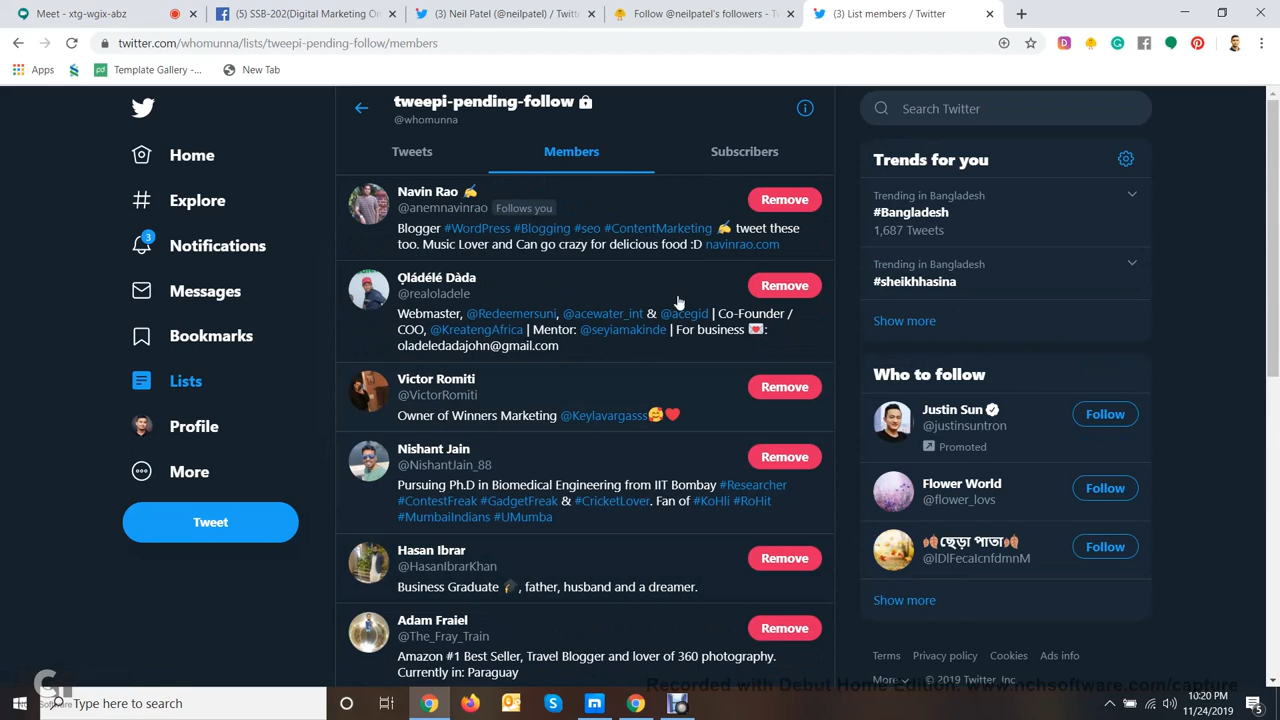 Meet - xtg-wgix-abz
(5) SSB-202(Digital Marketing On
(3) Neil Patel (@neilpatel) / Twitte
Follow @neilpatel's followers - Tw
(3) List members / Twitter
twitter.com/whomunna/lists/tweepi-pending-follow/members
Apps
Template Gallery -...
New Tab
tweepi-pending-follow
@whomunna
Search Twitter
Tweets
Members
Subscribers
Home
Explore
Notifications
3
Messages
Bookmarks
Lists
Profile
More
Tweet
Navin Rao ✍
@anemnavinrao Follows you
Remove
Blogger #WordPress #Blogging #seo #ContentMarketing ✍ tweet these
too. Music Lover and Can go crazy for delicious food :D navinrao.com
Ọládélé Dàda
@realoladele
Remove
Webmaster, @Redeemersuni, @acewater_int & @acegid | Co-Founder /
COO, @KreatengAfrica | Mentor: @seyiamakinde | For business 💌:
oladeledadajohn@gmail.com
Victor Romiti
@VictorRomiti
Remove
Owner of Winners Marketing @Keylavargasss🥰❤
Nishant Jain
@NishantJain_88
Remove
Pursuing Ph.D in Biomedical Engineering from IIT Bombay #Researcher
#ContestFreak #GadgetFreak & #CricketLover. Fan of #KoHli #RoHit
#MumbaiIndians #UMumba
Hasan Ibrar
@HasanIbrarKhan
Remove
Business Graduate 🎓, father, husband and a dreamer.
Adam Fraiel
@The_Fray_Train
Remove
Amazon #1 Best Seller, Travel Blogger and lover of 360 photography.
Currently in: Paraguay
Trends for you
Trending in Bangladesh
#Bangladesh
1,687 Tweets
Trending in Bangladesh
#sheikhhasina
Show more
Who to follow
Justin Sun
@justinsuntron
Promoted
Follow
Flower World
@flower_lovs
Follow
🍂ছেড়া পাতা🍂
@lDlFecaIcnfdmnM
Follow
Show more
Terms Privacy policy Cookies Ads info
More © 2019 Twitter, Inc.
Recorded with Debut Home Edition: www.nchsoftware.com/capture
Type here to search
10:20 PM
11/24/2019
5